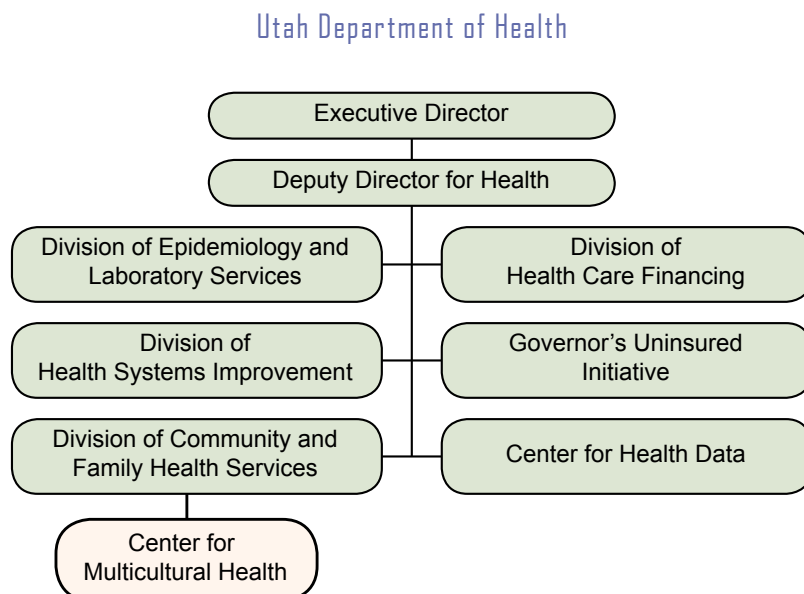 Utah Department of Health
Executive Director
Deputy Director for Health
Division of Epidemiology and
Laboratory Services
Division of
Health Care Financing
Division of
Health Systems Improvement
Governor’s Uninsured
Initiative
Division of Community and
Family Health Services
Center for Health Data
Center for
Multicultural Health